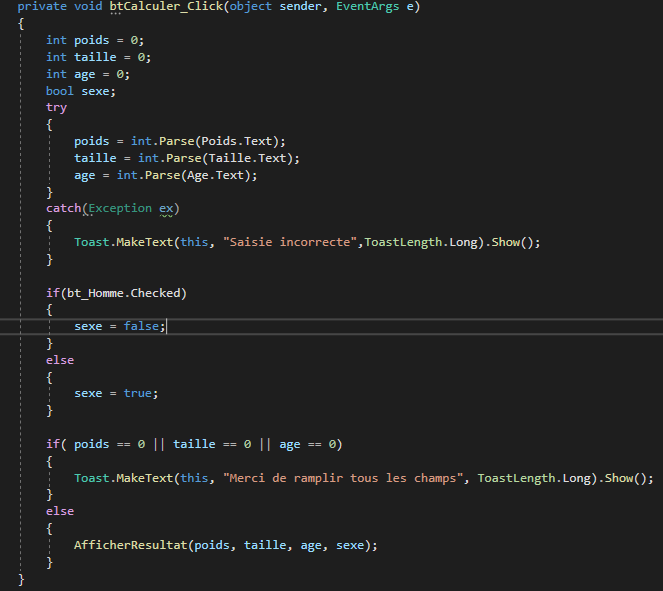 private void btCalculer_Click(object sender, EventArgs e)
{
    int poids = 0;
    int taille = 0;
    int age = 0;
    bool sexe;
    try
    {
        poids = int.Parse(Poids.Text);
        taille = int.Parse(Taille.Text);
        age = int.Parse(Age.Text);
    }
    catch(Exception ex)
    {
        Toast.MakeText(this, "Saisie incorrecte",ToastLength.Long).Show();
    }

    if(bt_Homme.Checked)
    {
        sexe = false;
    }
    else
    {
        sexe = true;
    }

    if( poids == 0 || taille == 0 || age == 0)
    {
        Toast.MakeText(this, "Merci de ramplir tous les champs", ToastLength.Long).Show();
    }
    else
    {
        AfficherResultat(poids, taille, age, sexe);
    }
}